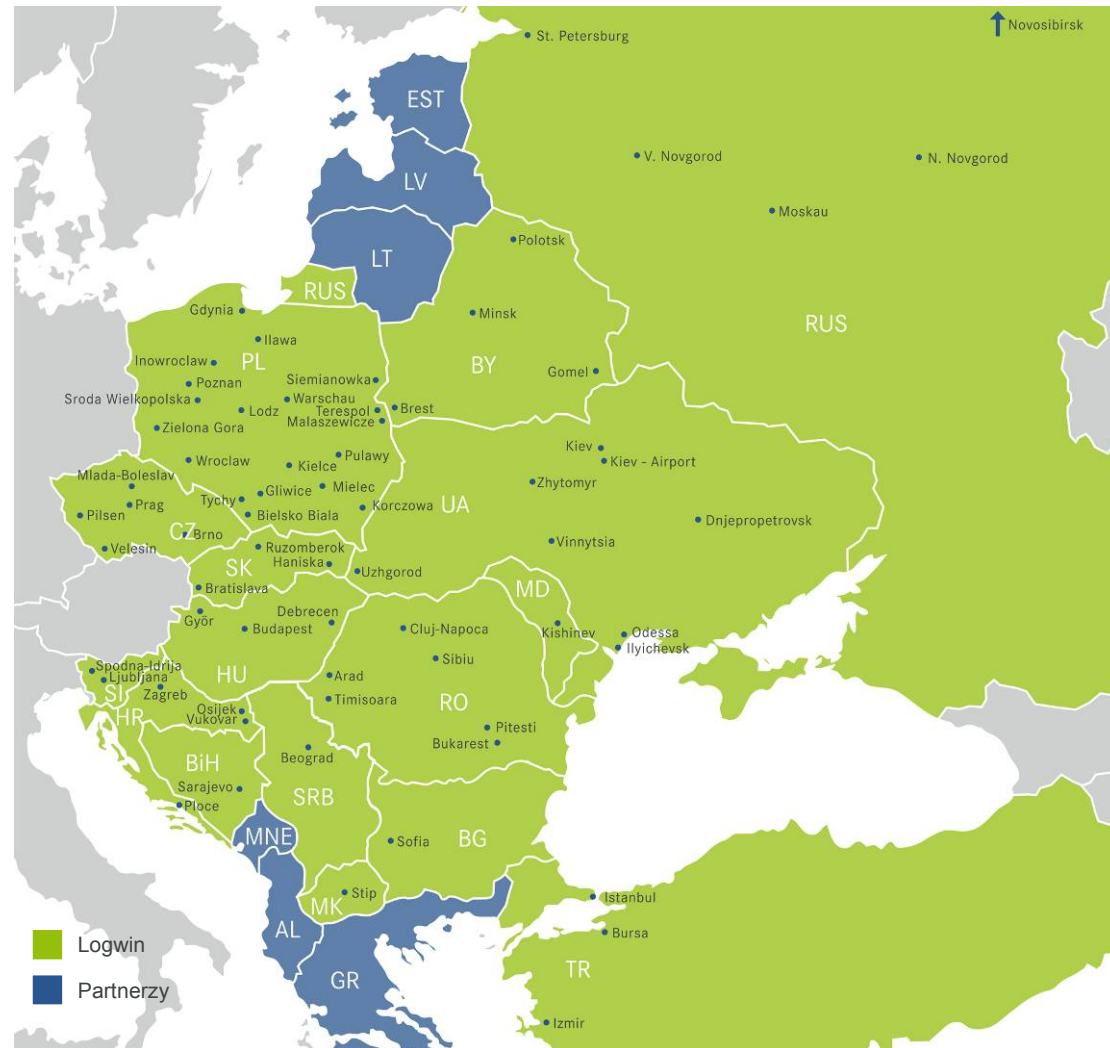 Novosibirsk
St. Petersburg
EST
V. Novgorod
N. Novgorod
LV
Moskau
Polotsk
LT
RUS
Gdynia
Minsk
RUS
Ilawa
Inowroclaw
PL
BY
Gomel
Siemianowka
Poznan
Sroda Wielkopolska
Warschau
Lodz
Terespol
Brest
Malaszewicze
Zielona Gora
Kiev
Pulawy
Wroclaw
Kielce
Kiev - Airport
Mlada-Boleslav
Zhytomyr
Gliwice
Mielec
Tychy
Prag
Korczowa
UA
Pilsen
Bielsko Biala
Dnjepropetrovsk
CZ
Brno
Vinnytsia
Velesin
Ruzomberok
Haniska
SK
Uzhgorod
Bratislava
MD
Györ
Debrecen
Budapest
Cluj-Napoca
Kishinev
Odessa
Ilyichevsk
Sibiu
Spodna-Idrija
Ljubljana
HU
Arad
SI
Zagreb
Timisoara
RO
Osijek
HR
Vukovar
Pitesti
Bukarest
Beograd
BiH
Sarajevo
SRB
Ploce
MNE
Sofia
BG
Stip
Istanbul
MK
AL
Bursa
Logwin
TR
GR
Partnerzy
Izmir